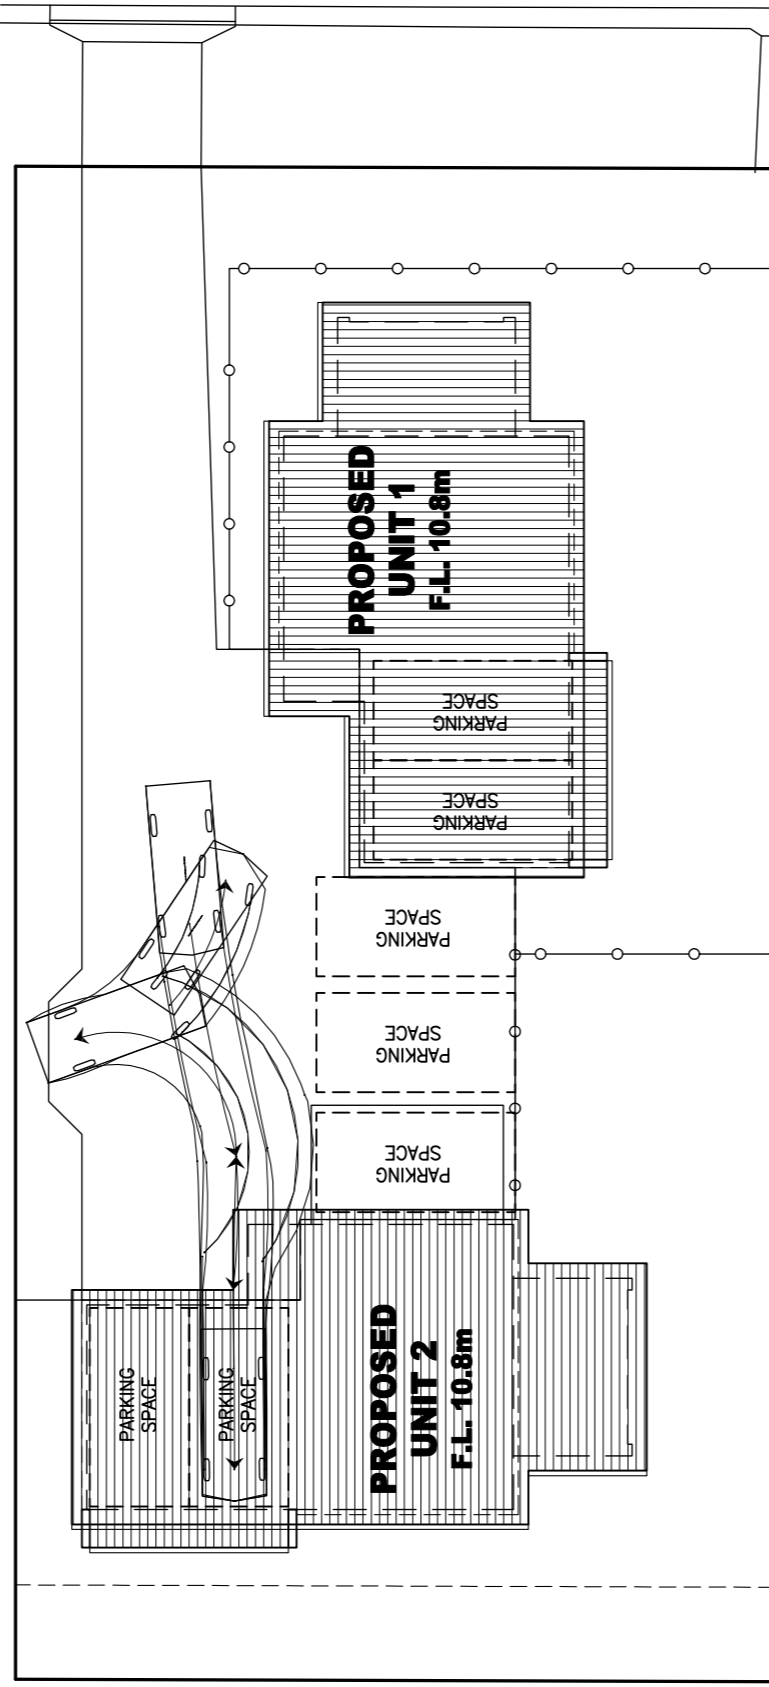 PROPOSED
UNIT 1
F.L. 10.8m
PARKING
SPACE
PARKING
SPACE
PARKING
SPACE
PARKING
SPACE
PARKING
SPACE
PARKING
SPACE
PARKING
SPACE
PROPOSED
UNIT 2
F.L. 10.8m